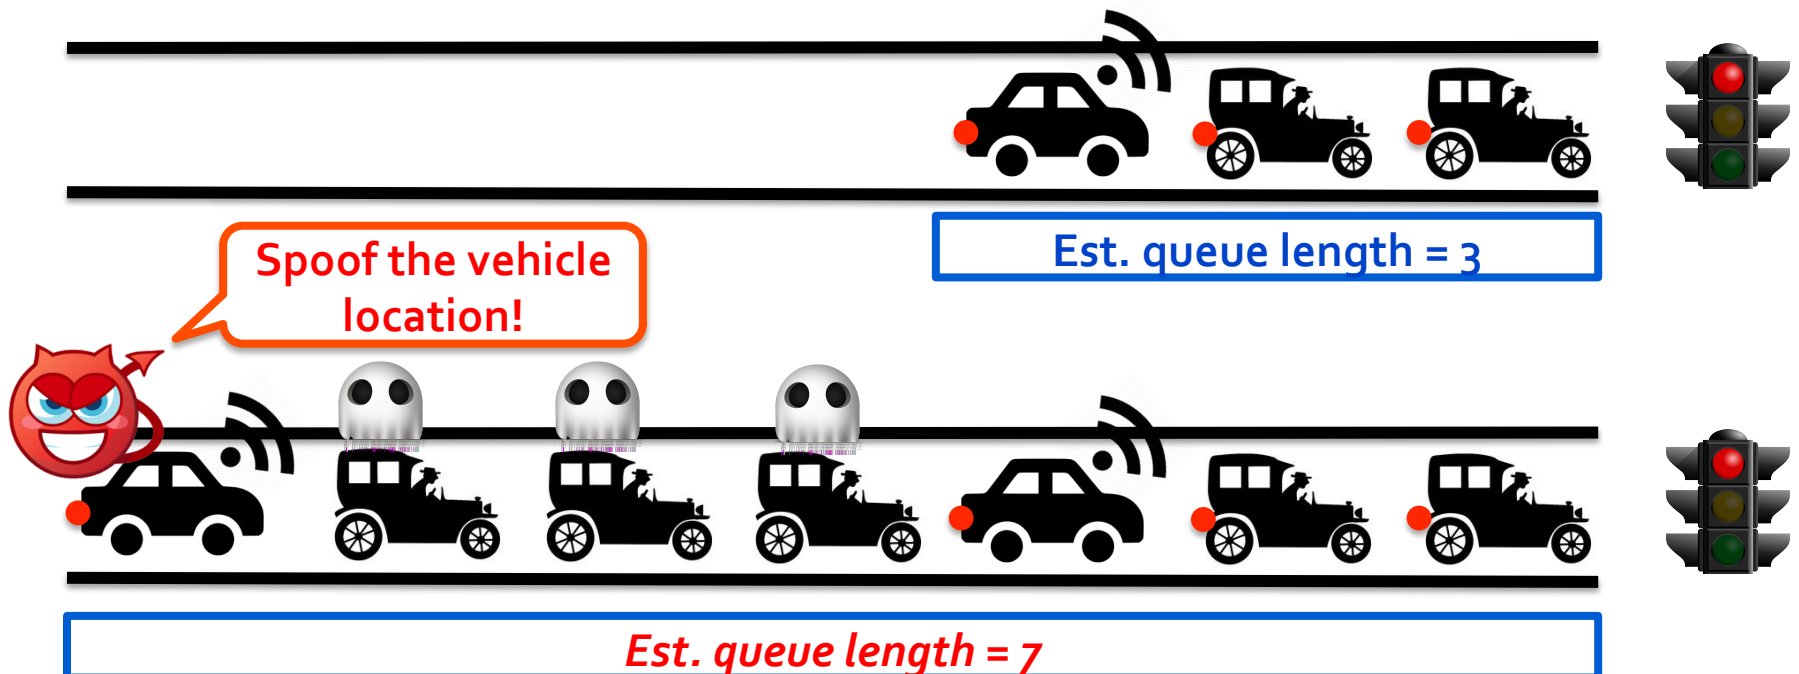 Est. queue length = 3
Spoof the vehicle
location!
Est. queue length = 7